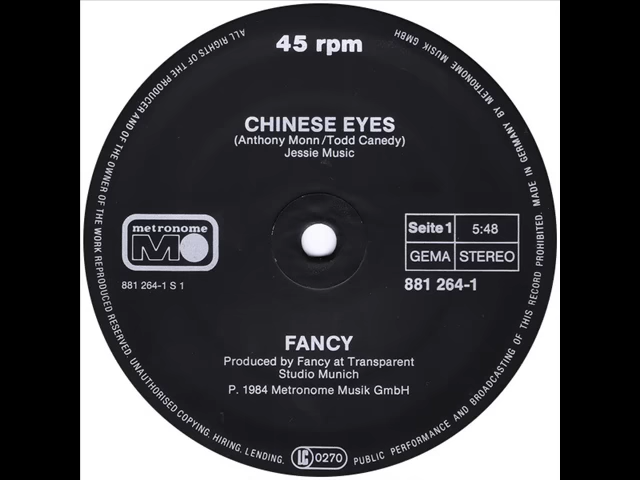 45 rpm
CHINESE EYES
(Anthony Monn/Todd Canedy)
Jessie Music
metronome
M
881 264-1 S 1
Seite 1 5:48
GEMA STEREO
881 264-1
FANCY
Produced by Fancy at Transparent
Studio Munich
P. 1984 Metronome Musik GmbH
LC 0270
ALL RIGHTS OF THE PRODUCER AND OF THE OWNER OF THE WORK REPRODUCED RESERVED. UNAUTHORISED COPYING, HIRING, LENDING, PUBLIC PERFORMANCE AND BROADCASTING OF THIS RECORD PROHIBITED. MADE IN GERMANY BY METRONOME MUSIK GMBH